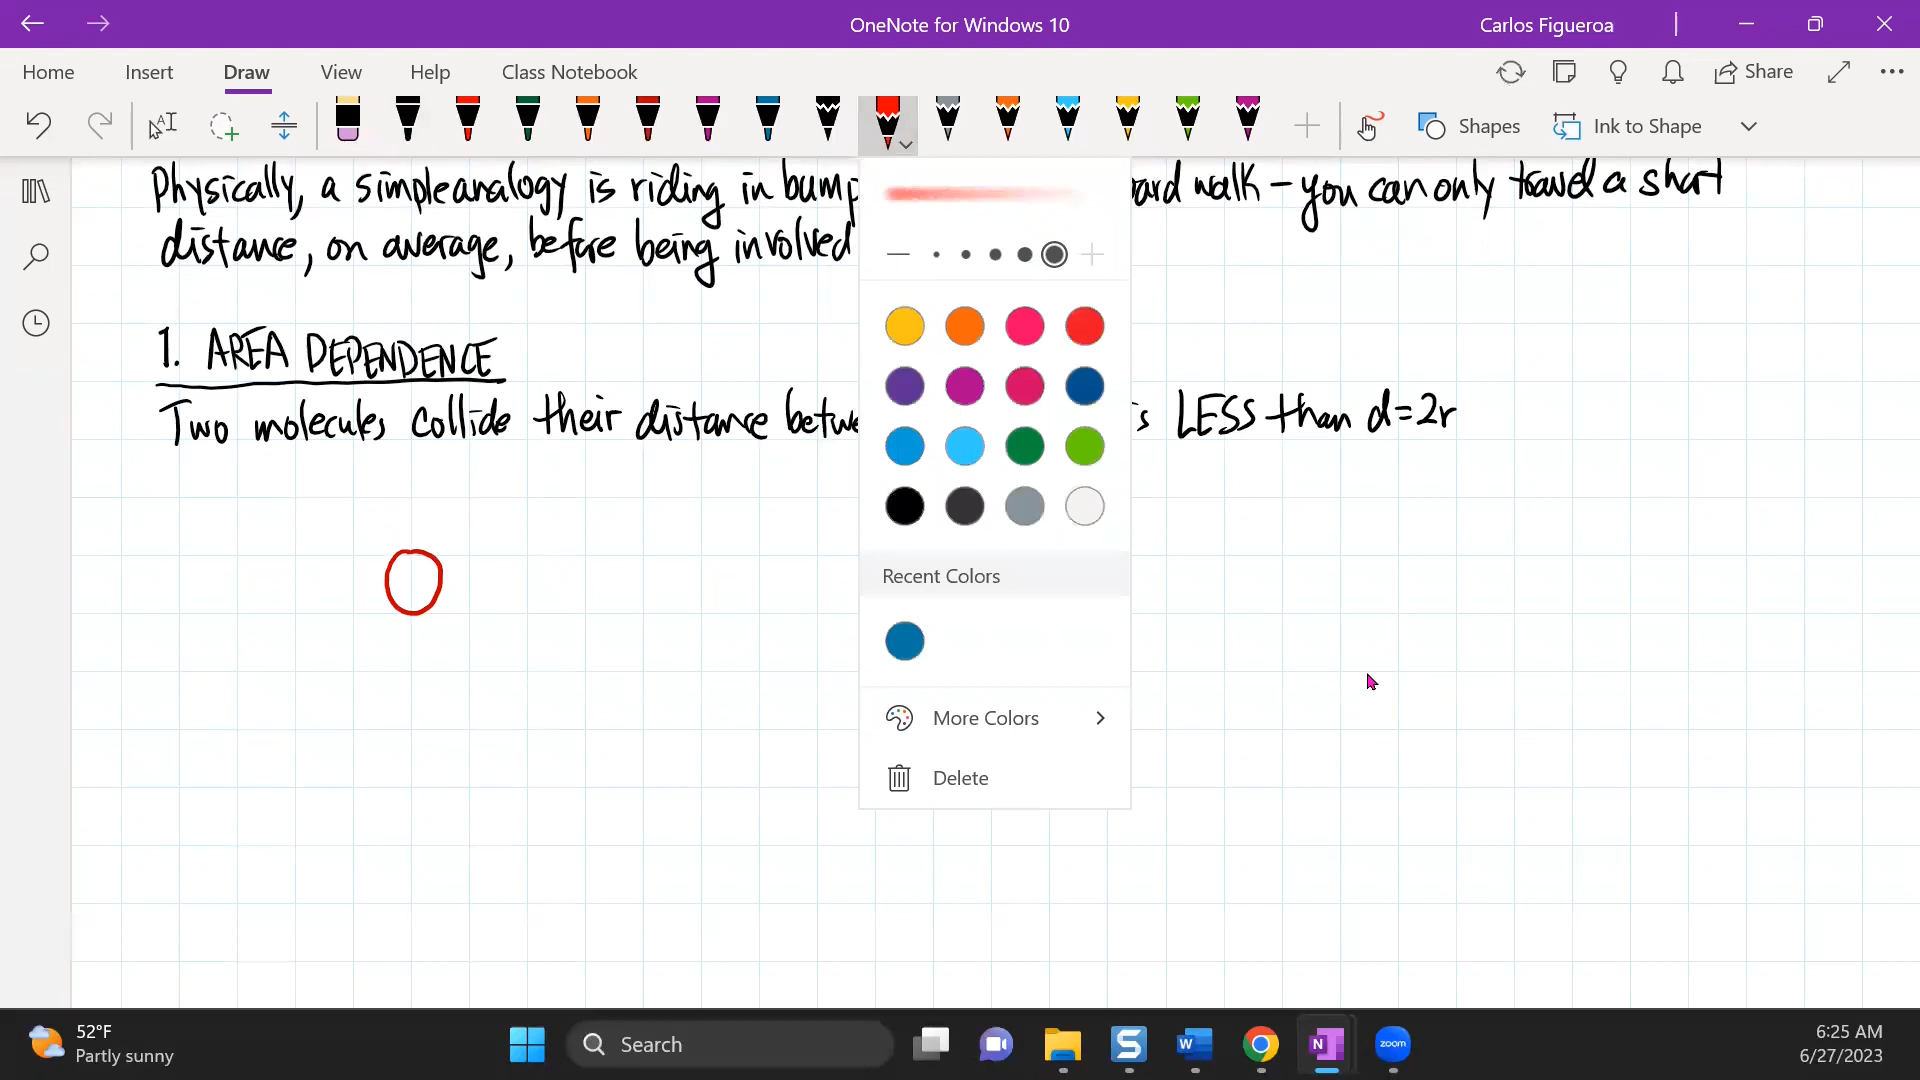 OneNote for Windows 10
Carlos Figueroa
Home Insert Draw View Help Class Notebook
Share
Shapes
Link to Shape
Physically, a simple analogy is riding in bump ard walk - you can only travel a short
distance, on average, before being involved
1. AREA DEPENDENCE
Two molecules collide their distance betwe s LESS than d=2r
Recent Colors
More Colors
Delete
52°F
Partly sunny
Search
zoom
6:25 AM
6/27/2023